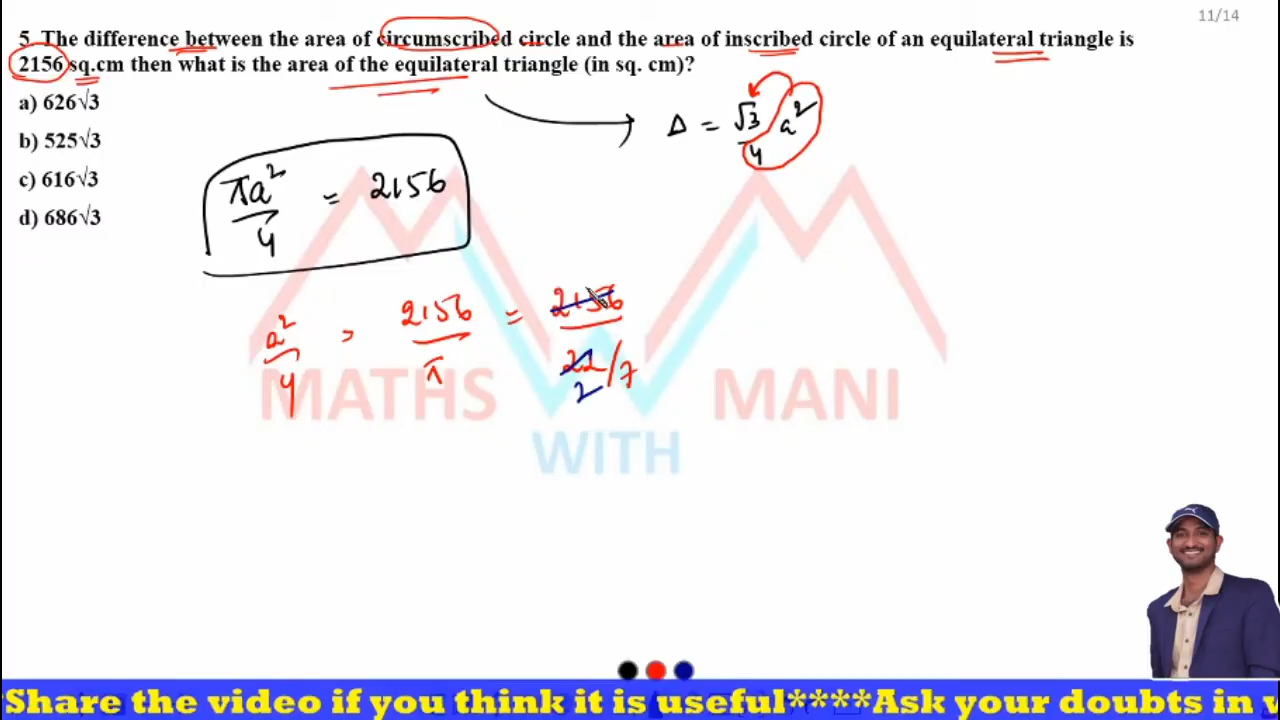 11/14
5. The difference between the area of circumscribed circle and the area of inscribed circle of an equilateral triangle is
2156 sq.cm then what is the area of the equilateral triangle (in sq. cm)?
a) 626√3
b) 525√3
c) 616√3
d) 686√3
Δ = √3/4 a²
πa²/4 = 2156
a²/4 = 2156/π = 2156/22/7
2
MATHS MANI
WITH
Share the video if you think it is useful****Ask your doubts in